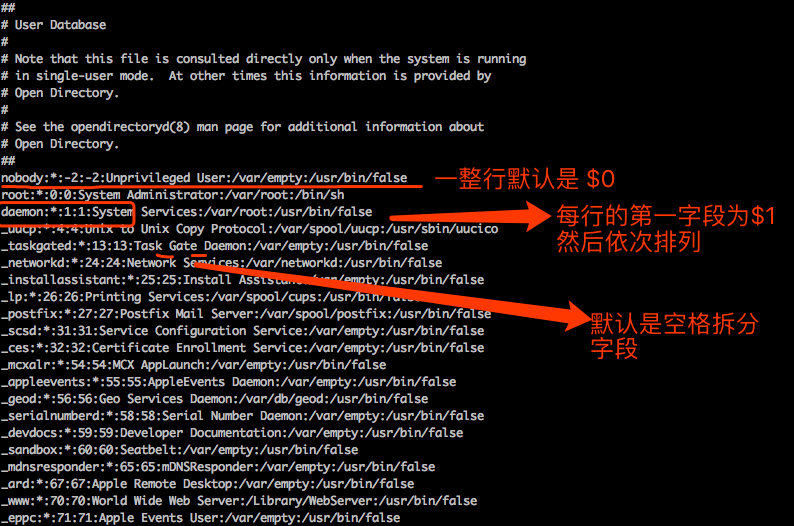 ##
# User Database
#
# Note that this file is consulted directly only when the system is running
# in single-user mode.  At other times this information is provided by
# Open Directory.
#
# See the opendirectoryd(8) man page for additional information about
# Open Directory.
##
nobody:*:-2:-2:Unprivileged User:/var/empty:/usr/bin/false
一整行默认是 $0
root:*:0:0:System Administrator:/var/root:/bin/sh
daemon:*:1:1:System Services:/var/root:/usr/bin/false
每行的第一字段为$1
然后依次排列
_uucp:*:4:4:Unix to Unix Copy Protocol:/var/spool/uucp:/usr/sbin/uucico
_taskgated:*:13:13:Task Gate Daemon:/var/empty:/usr/bin/false
_networkd:*:24:24:Network Services:/var/networkd:/usr/bin/false
_installassistant:*:25:25:Install Assistant:/var/empty:/usr/bin/false
_lp:*:26:26:Printing Services:/var/spool/cups:/usr/bin/false
_postfix:*:27:27:Postfix Mail Server:/var/spool/postfix:/usr/bin/false
默认是空格拆分
字段
_scsd:*:31:31:Service Configuration Service:/var/empty:/usr/bin/false
_ces:*:32:32:Certificate Enrollment Service:/var/empty:/usr/bin/false
_mcxalr:*:54:54:MCX AppLaunch:/var/empty:/usr/bin/false
_appleevents:*:55:55:AppleEvents Daemon:/var/empty:/usr/bin/false
_geod:*:56:56:Geo Services Daemon:/var/db/geod:/usr/bin/false
_serialnumberd:*:58:58:Serial Number Daemon:/var/empty:/usr/bin/false
_devdocs:*:59:59:Developer Documentation:/var/empty:/usr/bin/false
_sandbox:*:60:60:Seatbelt:/var/empty:/usr/bin/false
_mdnsresponder:*:65:65:mDNSResponder:/var/empty:/usr/bin/false
_ard:*:67:67:Apple Remote Desktop:/var/empty:/usr/bin/false
_www:*:70:70:World Wide Web Server:/Library/WebServer:/usr/bin/false
_eppc:*:71:71:Apple Events User:/var/empty:/usr/bin/false